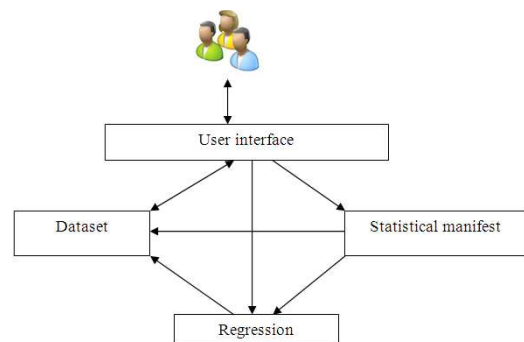 User interface
Dataset
Statistical manifest
Regression